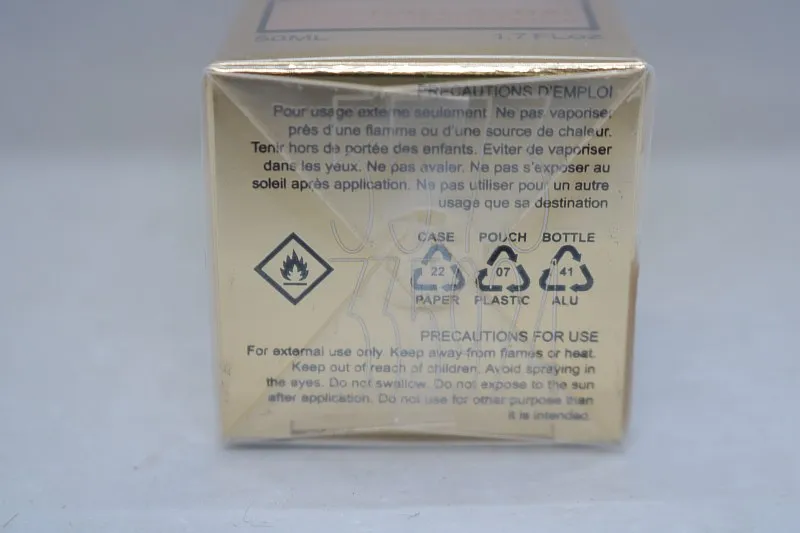 50ML 1.7 FL.OZ
PRECAUTIONS D'EMPLOI
Pour usage externe seulement. Ne pas vaporiser
près d'une flamme ou d'une source de chaleur.
Tenir hors de portée des enfants. Eviter de vaporiser
dans les yeux. Ne pas avaler. Ne pas s'exposer au
soleil après application. Ne pas utiliser pour un autre
usage que sa destination
CASE POUCH BOTTLE
22 07 41
PAPER PLASTIC ALU
PRECAUTIONS FOR USE
For external use only. Keep away from flames or heat.
Keep out of reach of children. Avoid spraying in
the eyes. Do not swallow. Do not expose to the sun
after application. Do not use for other purpose than
it is intended.